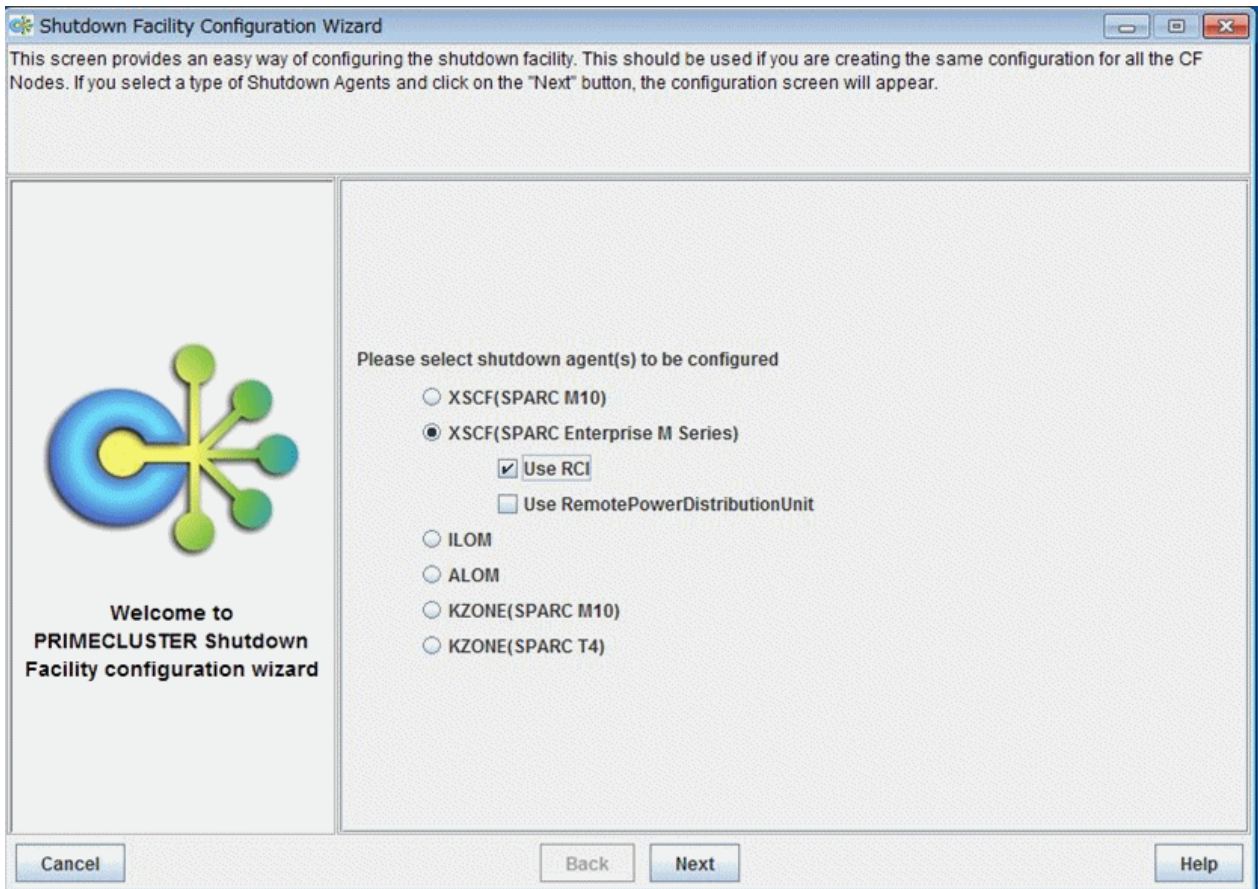 Shutdown Facility Configuration Wizard
This screen provides an easy way of configuring the shutdown facility. This should be used if you are creating the same configuration for all the CF
Nodes. If you select a type of Shutdown Agents and click on the "Next" button, the configuration screen will appear.
Please select shutdown agent(s) to be configured
XSCF(SPARC M10)
XSCF(SPARC Enterprise M Series)
Use RCI
Use RemotePowerDistributionUnit
ILOM
ALOM
KZONE(SPARC M10)
KZONE(SPARC T4)
Welcome to
PRIMECLUSTER Shutdown
Facility configuration wizard
Cancel
Back
Next
Help